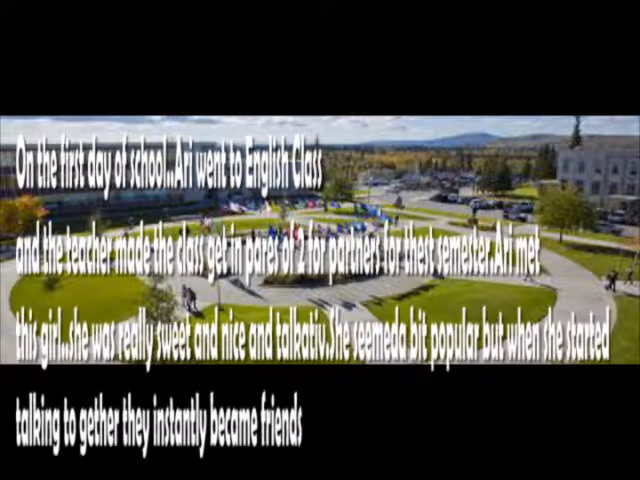 On the first day of school...Ari went to English Class
and the teacher made the class get in pares of 2 for partners for thest semester.Ari met
this girl...she was really sweet and nice and talkativ.She seemeda bit popular but when she started
talking to gether they instantly became friends